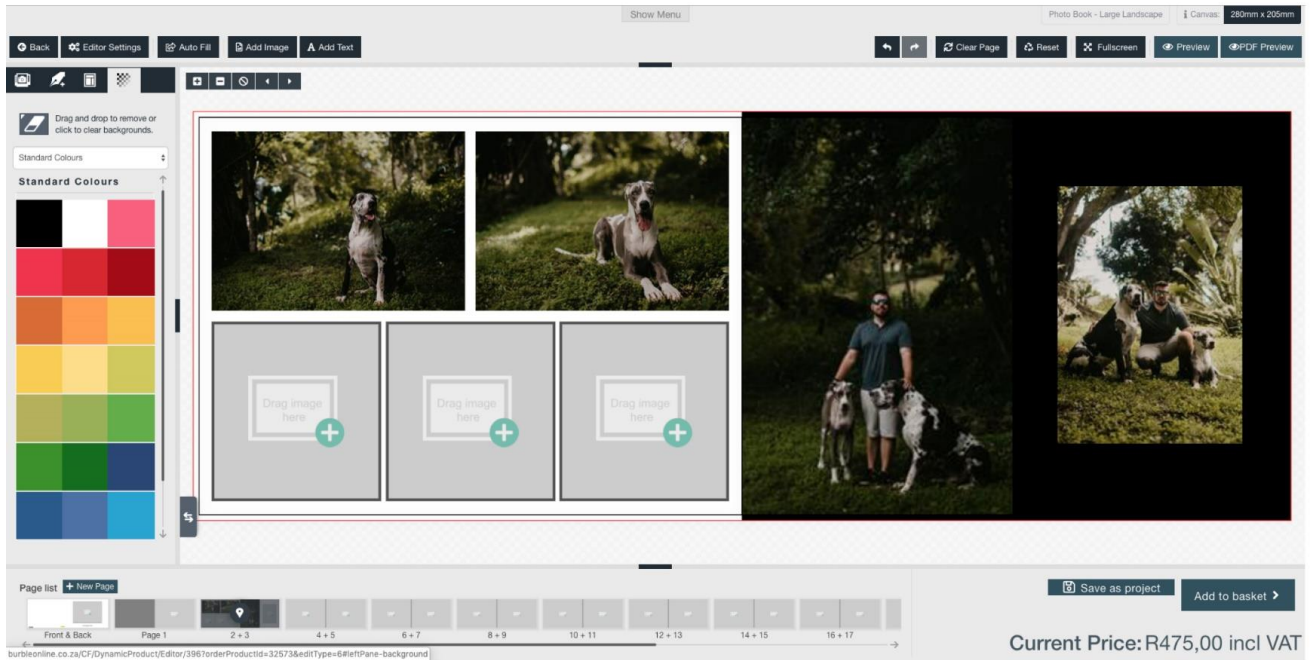 Show Menu
Photo Book - Large Landscape
i Canvas: 280mm x 205mm
Back
Editor Settings
Auto Fill
Add Image
A Add Text
Clear Page
Reset
Fullscreen
Preview
PDF Preview
Drag and drop to remove or
click to clear backgrounds.
Standard Colours
Standard Colours
Drag image
here
Drag image
here
Drag image
here
Page list
+ New Page
Save as project
Add to basket
Front & Back
Page 1
2 + 3
4 + 5
6 + 7
8 + 9
10 + 11
12 + 13
14 + 15
16 + 17
burbleonline.co.za/CF/DynamicProduct/Editor/396?orderProductId=32573&editType=6#leftPane-background
Current Price: R475,00 incl VAT